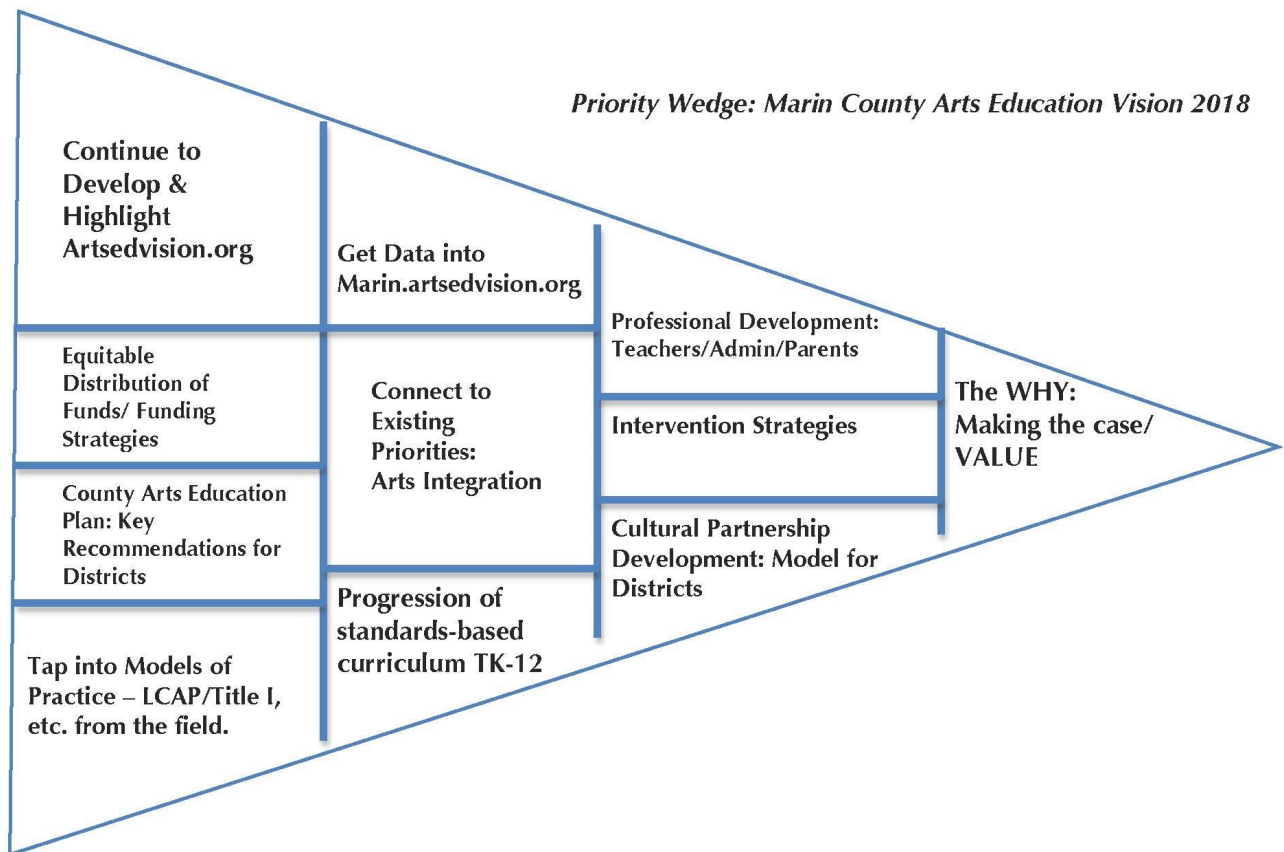 Priority Wedge: Marin County Arts Education Vision 2018
Continue to
Develop &
Highlight
Artsedvision.org
Equitable
Distribution of
Funds/ Funding
Strategies
County Arts Education
Plan: Key
Recommendations for
Districts
Tap into Models of
Practice – LCAP/Title I,
etc. from the field.
Get Data into
Marin.artsedvision.org
Connect to
Existing
Priorities:
Arts Integration
Progression of
standards-based
curriculum TK-12
Professional Development:
Teachers/Admin/Parents
Intervention Strategies
Cultural Partnership
Development: Model for
Districts
The WHY:
Making the case/
VALUE